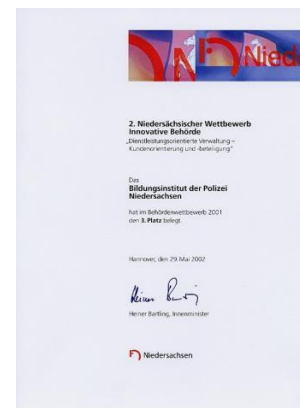 Nieders
2. Niedersächsischer Wettbewerb
Innovative Behörde
„Dienstleistungsorientierte Verwaltung –
Kundenorientierung und -beteiligung"
Das
Bildungsinstitut der Polizei
Niedersachsen
hat im Behördenwettbewerb 2001
den 3. Platz belegt.
Hannover, den 29. Mai 2002
Heiner Bartling, Innenminister
Niedersachsen